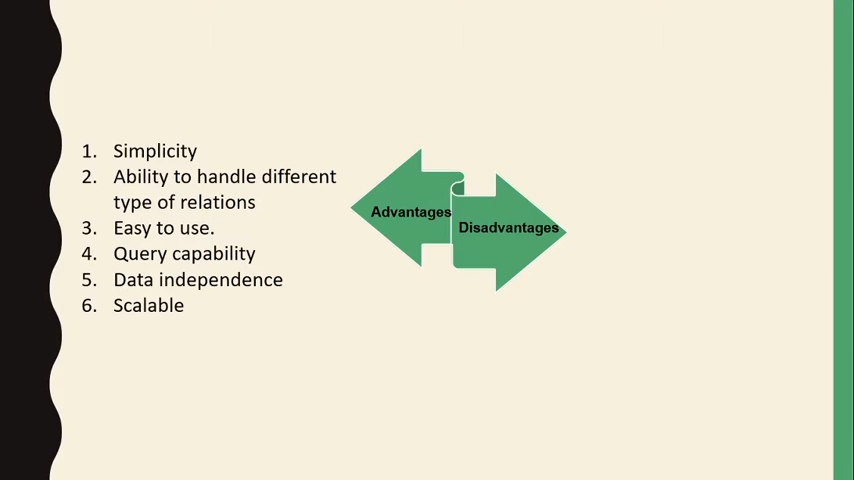 1. Simplicity
2. Ability to handle different
type of relations
3. Easy to use.
4. Query capability
5. Data independence
6. Scalable
Advantages
Disadvantages